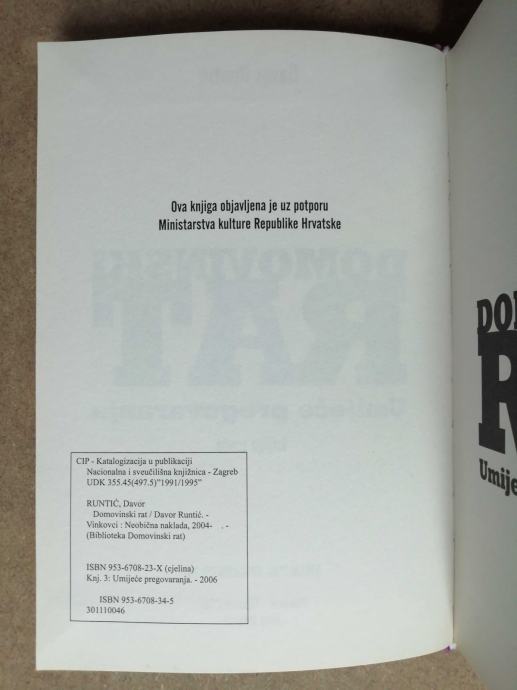 Ova knjiga objavljena je uz potporu
Ministarstva kulture Republike Hrvatske
CIP - Katalogizacija u publikaciji
Nacionalna i sveučilišna knjižnica - Zagreb
UDK 355.45(497.5)"1991/1995"
RUNTIĆ, Davor
Domovinski rat / Davor Runtić. -
Vinkovci : Neobična naklada, 2004- . -
(Biblioteka Domovinski rat)
ISBN 953-6708-23-X (cjelina)
Knj. 3: Umijeće pregovaranja. - 2006
ISBN 953-6708-34-5
301110046
DOM
R
Umije